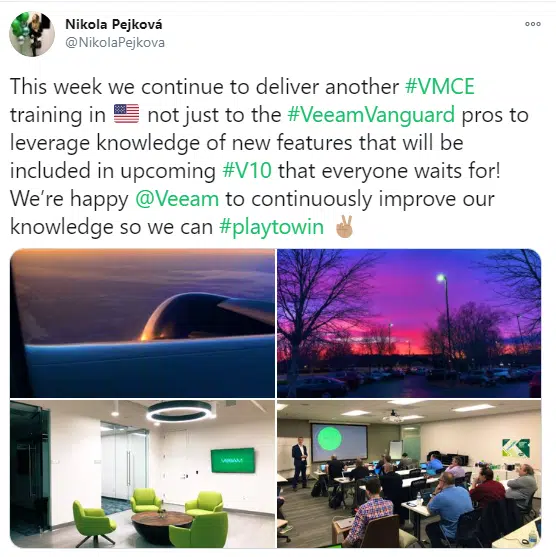 Nikola Pejková
@NikolaPejkova
This week we continue to deliver another #VMCE
training in 🇺🇸 not just to the #VeeamVanguard pros to
leverage knowledge of new features that will be
included in upcoming #V10 that everyone waits for!
We’re happy @Veeam to continuously improve our
knowledge so we can #playtowin ✌🏼
VEEAM